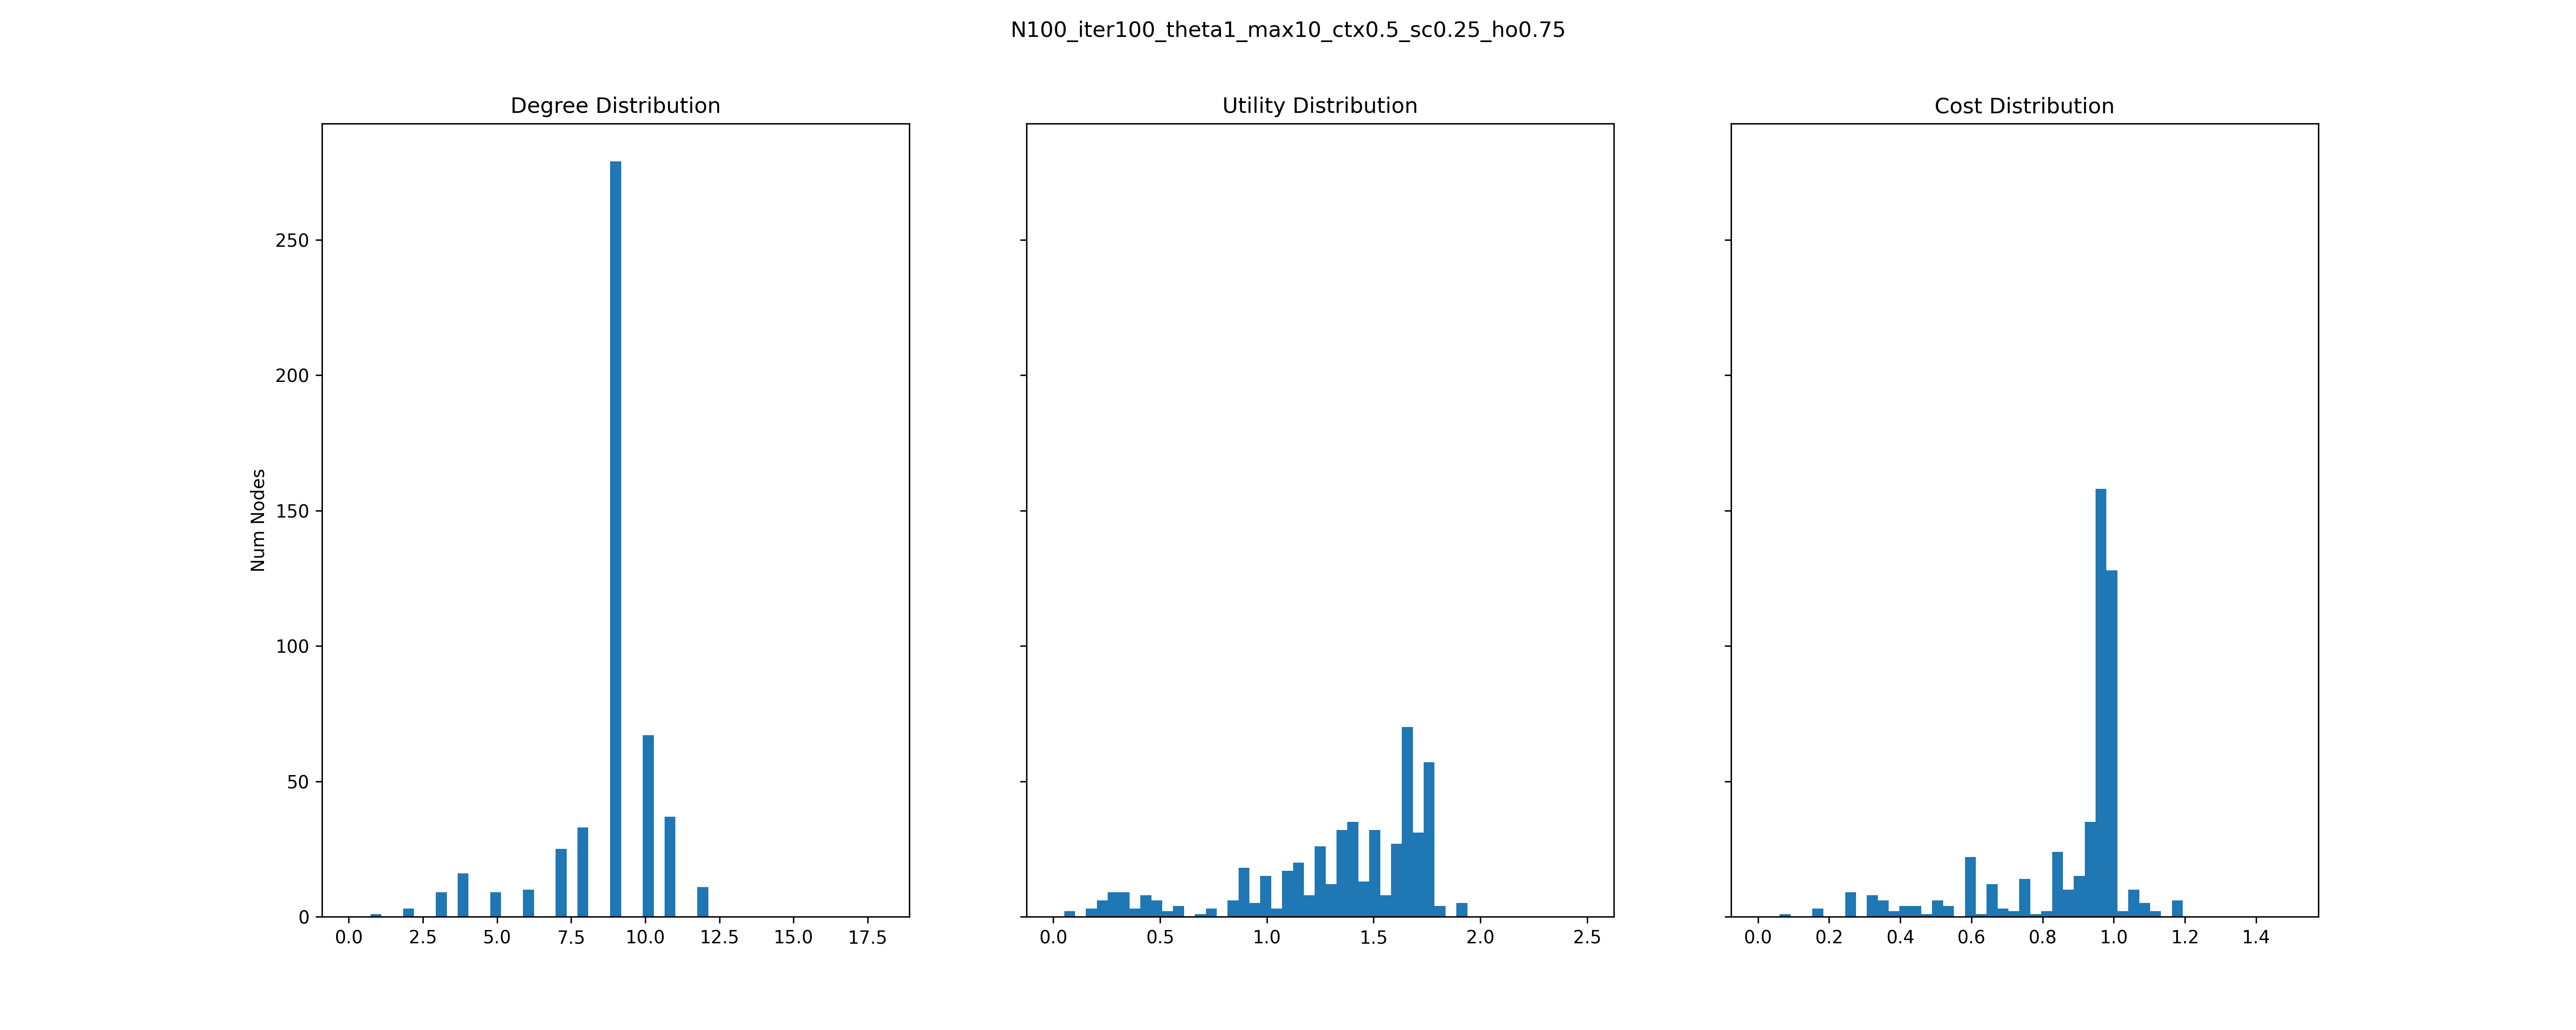 N100_iter100_theta1_max10_ctx0.5_sc0.25_ho0.75
Degree Distribution
Utility Distribution
Cost Distribution
Num Nodes
250
200
150
100
50
0
0.0 2.5 5.0 7.5 10.0 12.5 15.0 17.5
0.0 0.5 1.0 1.5 2.0 2.5
0.0 0.2 0.4 0.6 0.8 1.0 1.2 1.4